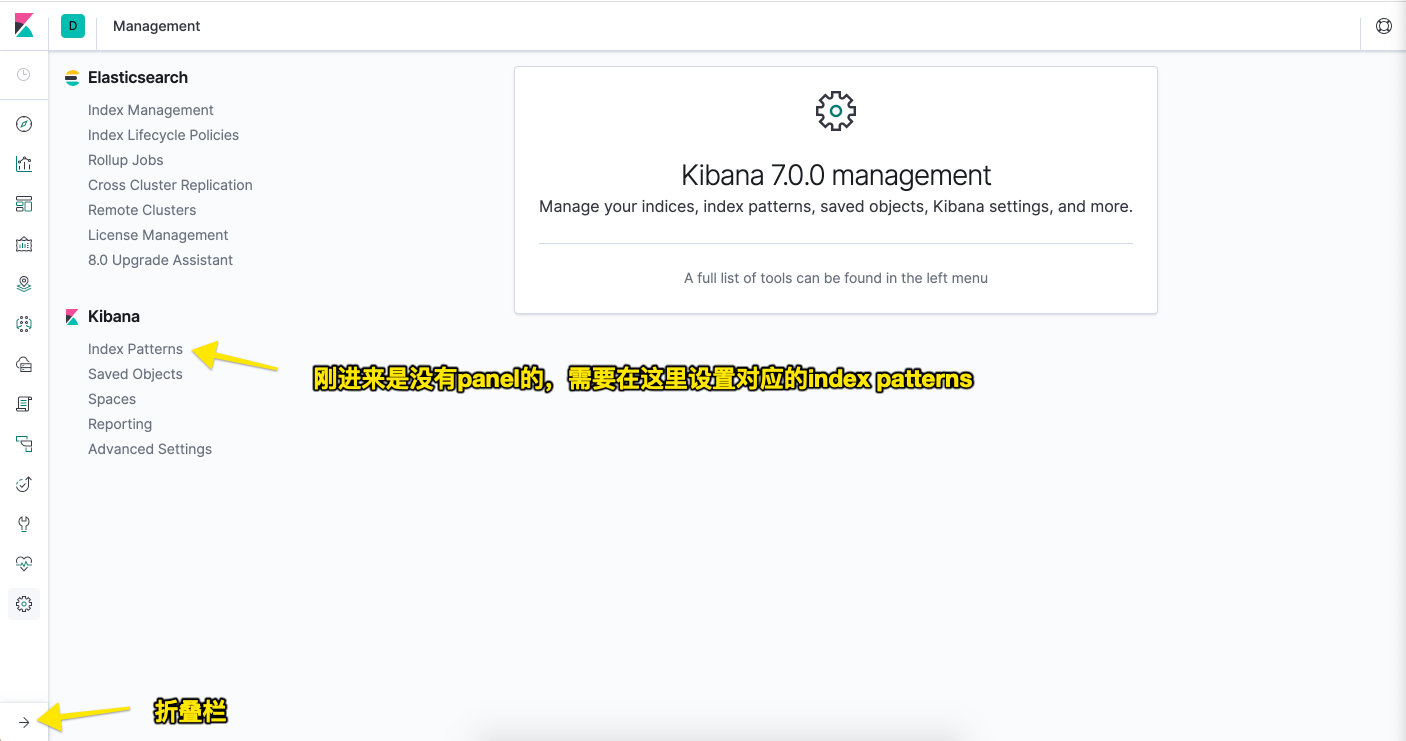 D
Management
Elasticsearch
Index Management
Index Lifecycle Policies
Rollup Jobs
Cross Cluster Replication
Remote Clusters
License Management
8.0 Upgrade Assistant
Kibana
Index Patterns
Saved Objects
Spaces
Reporting
Advanced Settings
Kibana 7.0.0 management
Manage your indices, index patterns, saved objects, Kibana settings, and more.
A full list of tools can be found in the left menu
刚进来是没有panel的，需要在这里设置对应的index patterns
折叠栏